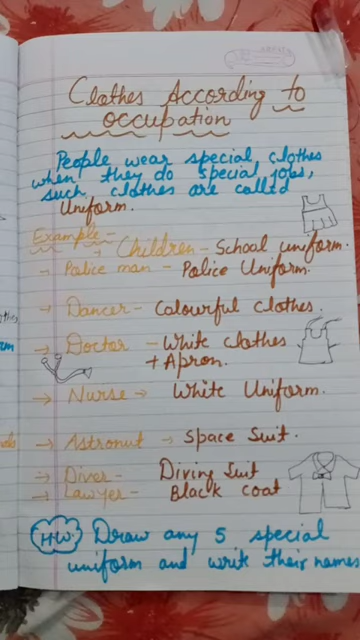 Clothes According to
occupation
People wear special clothes
when they do special jobs,
such clothes are called
Uniform.
Example -
→ Children - School uniform.
→ Police man - Police Uniform.
→ Dancer - Colourful clothes.
→ Doctor - White clothes
+ Apron.
→ Nurse → White Uniform.
→ Astronut → Space Suit.
→ Diver - Diving Suit
→ Lawyer - Black coat
H.W. Draw any 5 special
uniform and write their names